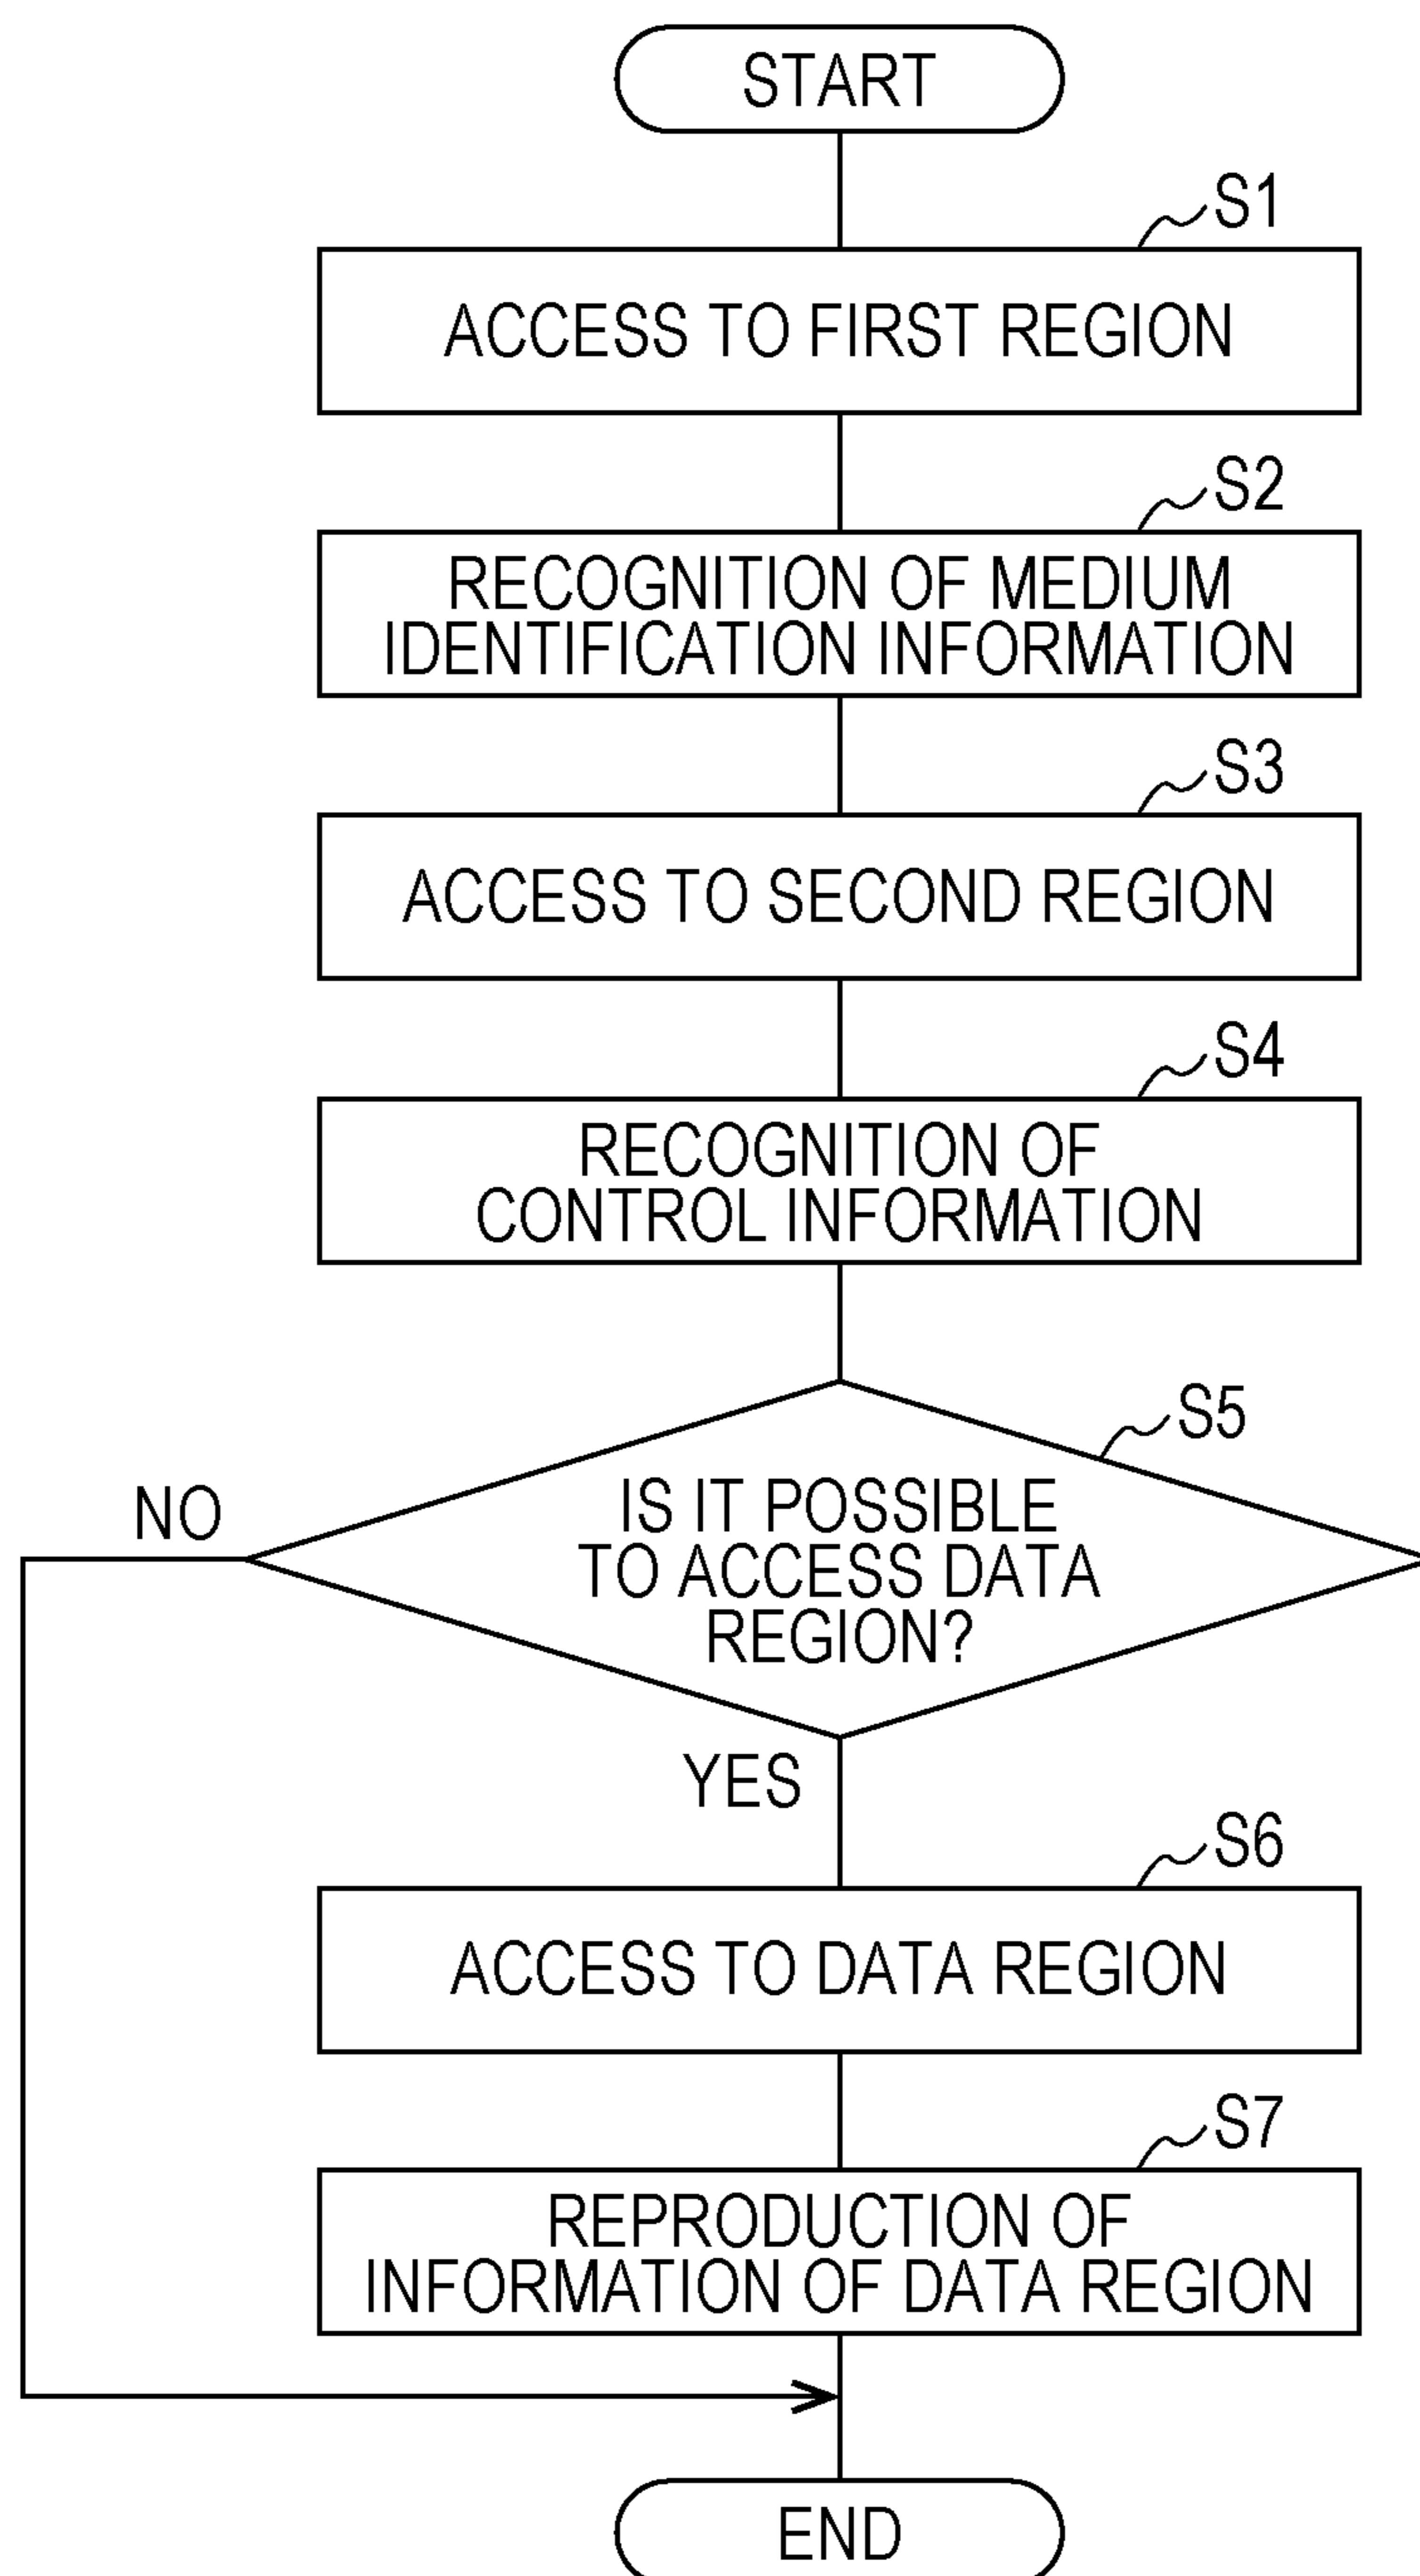 START
S1
ACCESS TO FIRST REGION
S2
RECOGNITION OF MEDIUM
IDENTIFICATION INFORMATION
S3
ACCESS TO SECOND REGION
S4
RECOGNITION OF
CONTROL INFORMATION
S5
NO
IS IT POSSIBLE
TO ACCESS DATA
REGION?
YES
S6
ACCESS TO DATA REGION
S7
REPRODUCTION OF
INFORMATION OF DATA REGION
END